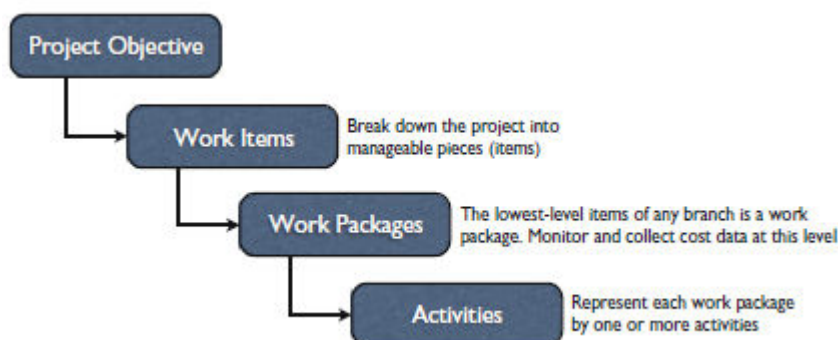 Project Objective
Work Items
Break down the project into
manageable pieces (items)
Work Packages
The lowest-level items of any branch is a work
package. Monitor and collect cost data at this level
Activities
Represent each work package
by one or more activities